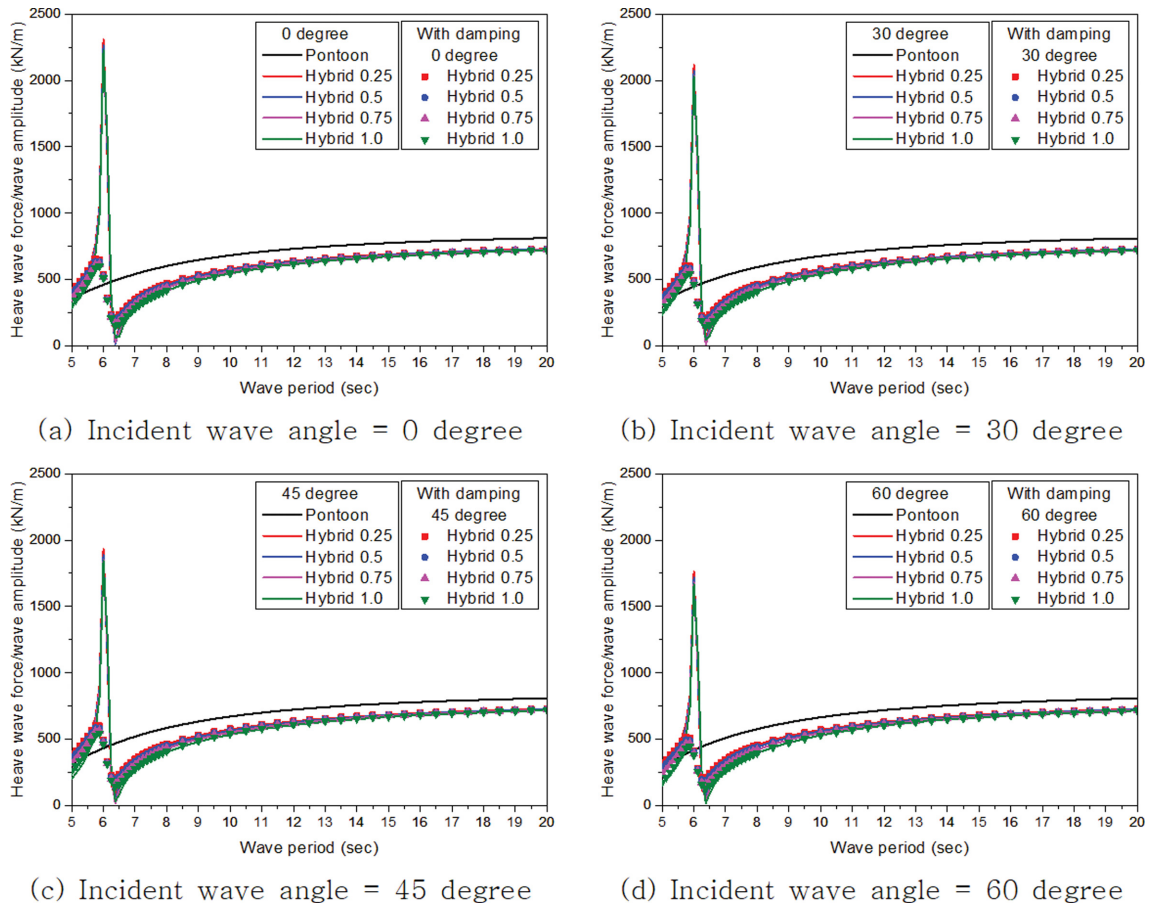 Heave wave force/wave amplitude (kN/m)
2500
2000
1500
1000
500
0
0 degree
Pontoon
Hybrid 0.25
Hybrid 0.5
Hybrid 0.75
Hybrid 1.0
With damping
0 degree
Hybrid 0.25
Hybrid 0.5
Hybrid 0.75
Hybrid 1.0
5 6 7 8 9 10 11 12 13 14 15 16 17 18 19 20
Wave period (sec)
(a) Incident wave angle = 0 degree
Heave wave force/wave amplitude (kN/m)
2500
2000
1500
1000
500
0
30 degree
Pontoon
Hybrid 0.25
Hybrid 0.5
Hybrid 0.75
Hybrid 1.0
With damping
30 degree
Hybrid 0.25
Hybrid 0.5
Hybrid 0.75
Hybrid 1.0
5 6 7 8 9 10 11 12 13 14 15 16 17 18 19 20
Wave period (sec)
(b) Incident wave angle = 30 degree
Heave wave force/wave amplitude (kN/m)
2500
2000
1500
1000
500
0
45 degree
Pontoon
Hybrid 0.25
Hybrid 0.5
Hybrid 0.75
Hybrid 1.0
With damping
45 degree
Hybrid 0.25
Hybrid 0.5
Hybrid 0.75
Hybrid 1.0
5 6 7 8 9 10 11 12 13 14 15 16 17 18 19 20
Wave period (sec)
(c) Incident wave angle = 45 degree
Heave wave force/wave amplitude (kN/m)
2500
2000
1500
1000
500
0
60 degree
Pontoon
Hybrid 0.25
Hybrid 0.5
Hybrid 0.75
Hybrid 1.0
With damping
60 degree
Hybrid 0.25
Hybrid 0.5
Hybrid 0.75
Hybrid 1.0
5 6 7 8 9 10 11 12 13 14 15 16 17 18 19 20
Wave period (sec)
(d) Incident wave angle = 60 degree